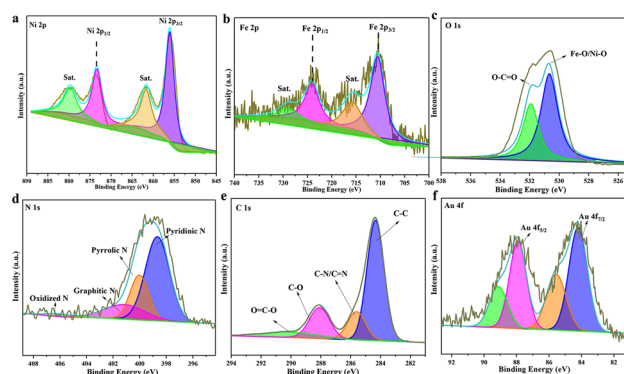 a
Ni 2p
Ni 2p1/2
Ni 2p3/2
Sat.
Sat.
Intensity (a.u.)
890 885 880 875 870 865 860 855 850 845
Binding Energy (eV)
b
Fe 2p
Fe 2p1/2
Fe 2p3/2
Sat.
Sat.
Intensity (a.u.)
740 735 730 725 720 715 710 705 700
Binding Energy (eV)
c
O 1s
Fe-O/Ni-O
O-C=O
Intensity (a.u.)
538 536 534 532 530 528 526
Binding Energy (eV)
d
N 1s
Pyridinic N
Pyrrolic N
Graphitic N
Oxidized N
Intensity (a.u.)
408 404 400 396
Binding Energy (eV)
e
C 1s
C-C
C-N/C=N
C-O
O=C-O
Intensity (a.u.)
294 292 290 288 286 284 282
Binding Energy (eV)
f
Au 4f
Au 4f5/2
Au 4f7/2
Intensity (a.u.)
92 90 88 86 84 82
Binding Energy (eV)